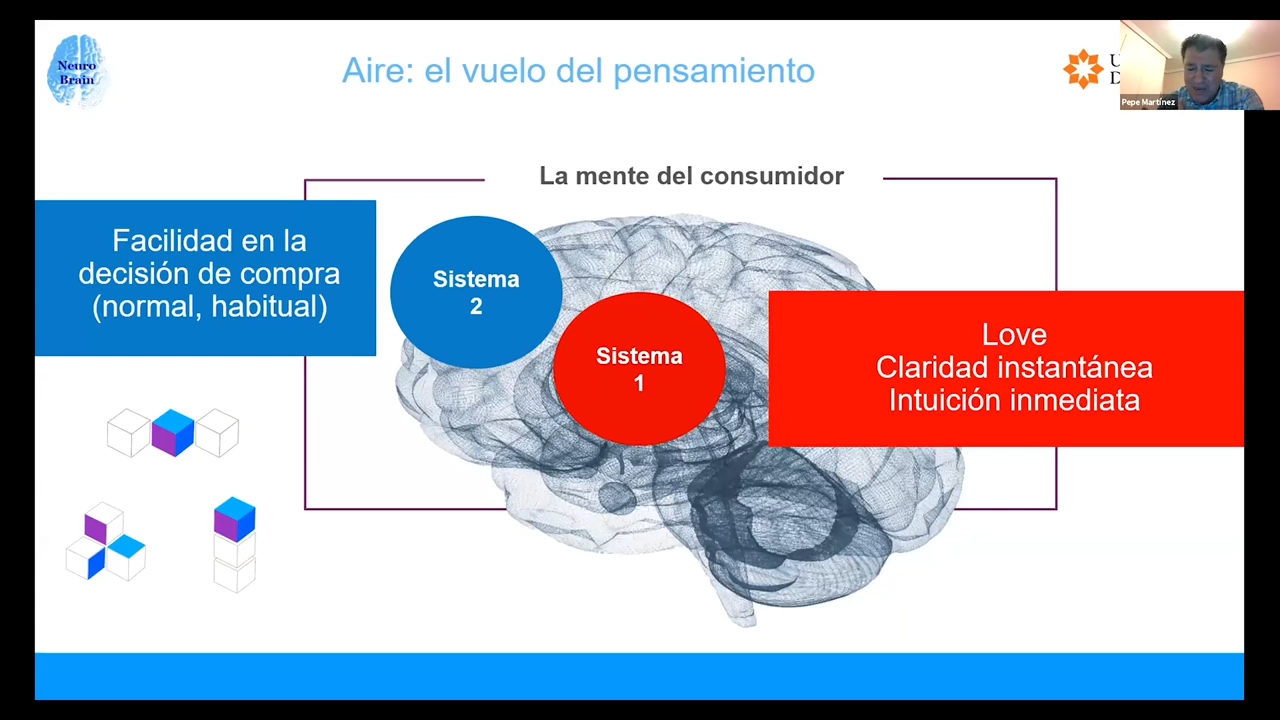 Neuro
Brain
Aire: el vuelo del pensamiento
U
D
Pepe Martínez
La mente del consumidor
Facilidad en la
decisión de compra
(normal, habitual)
Sistema
2
Sistema
1
Love
Claridad instantánea
Intuición inmediata